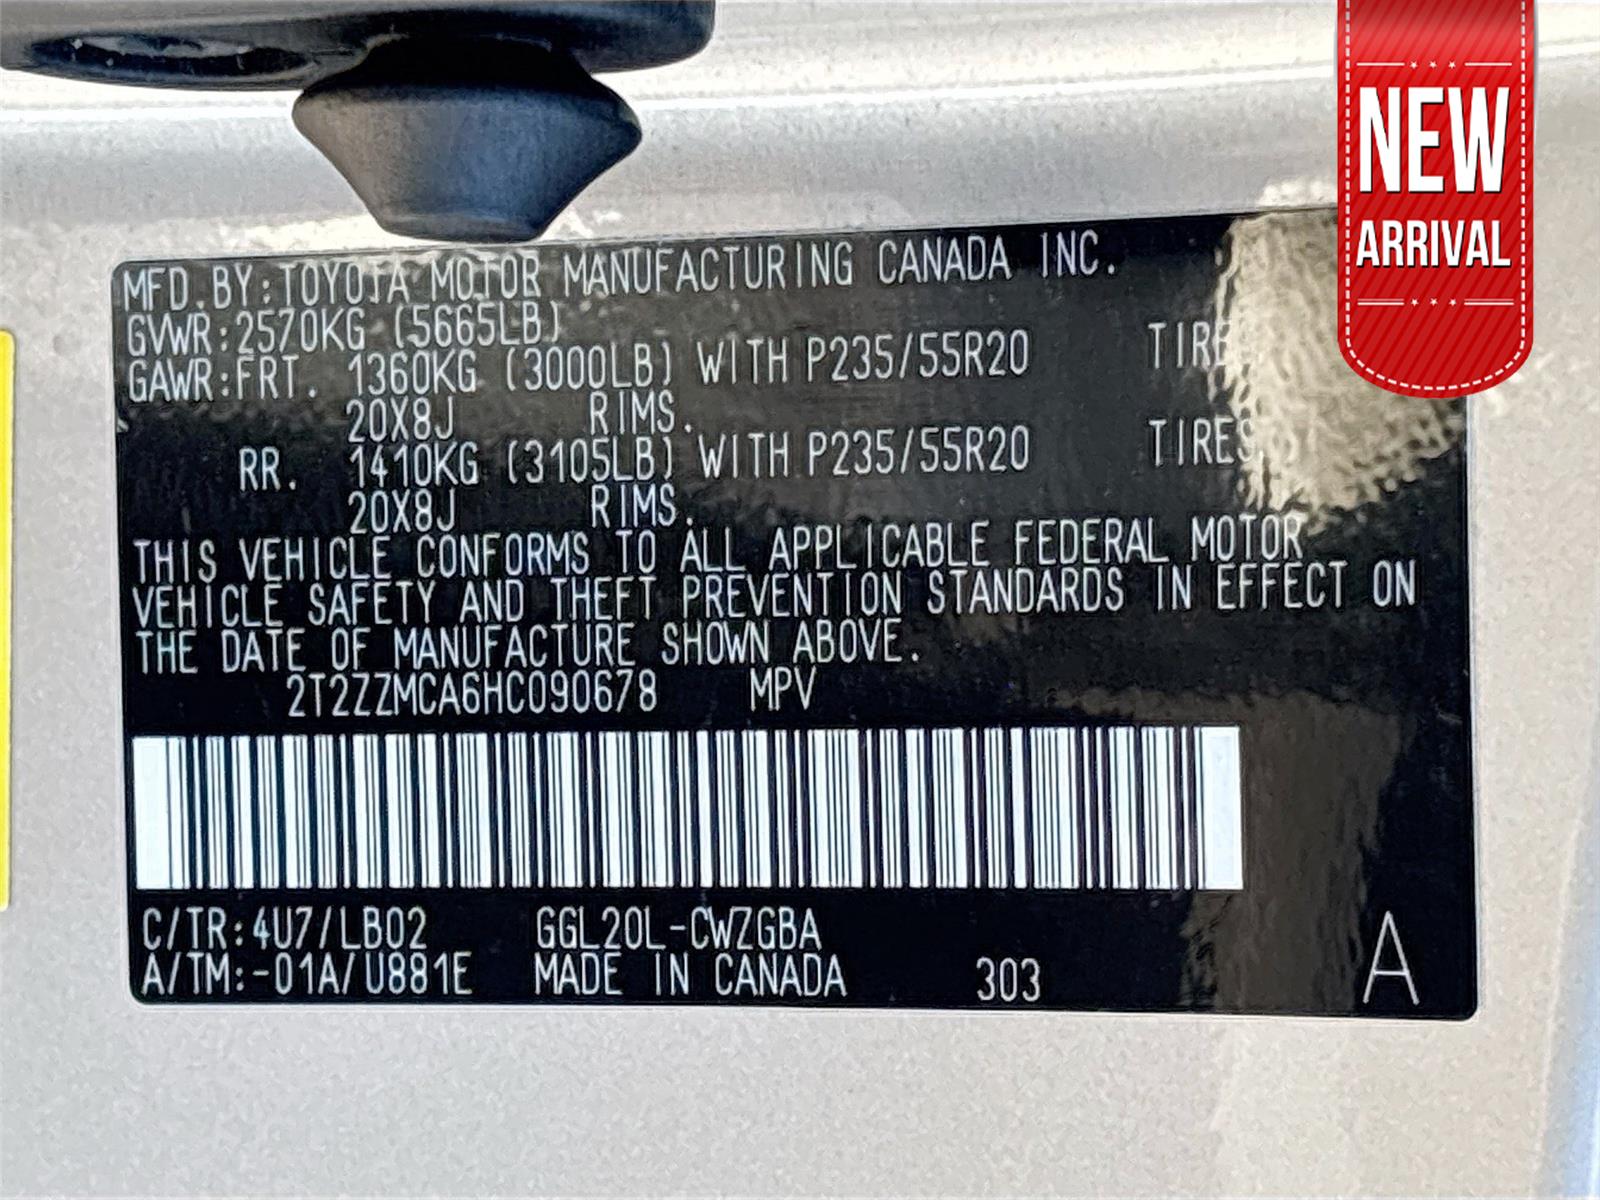 NEW
ARRIVAL
MFD.BY:TOYOTA MOTOR MANUFACTURING CANADA INC.
GVWR:2570KG (5665LB)
GAWR:FRT. 1360KG (3000LB) WITH P235/55R20 TIRES
20X8J RIMS.
RR. 1410KG (3105LB) WITH P235/55R20 TIRES,
20X8J RIMS.
THIS VEHICLE CONFORMS TO ALL APPLICABLE FEDERAL MOTOR
VEHICLE SAFETY AND THEFT PREVENTION STANDARDS IN EFFECT ON
THE DATE OF MANUFACTURE SHOWN ABOVE.
2T2ZZMCA6HC090678 MPV
C/TR:4U7/LB02 GGL20L-CWZGBA
A/TM:-01A/U881E MADE IN CANADA 303
A